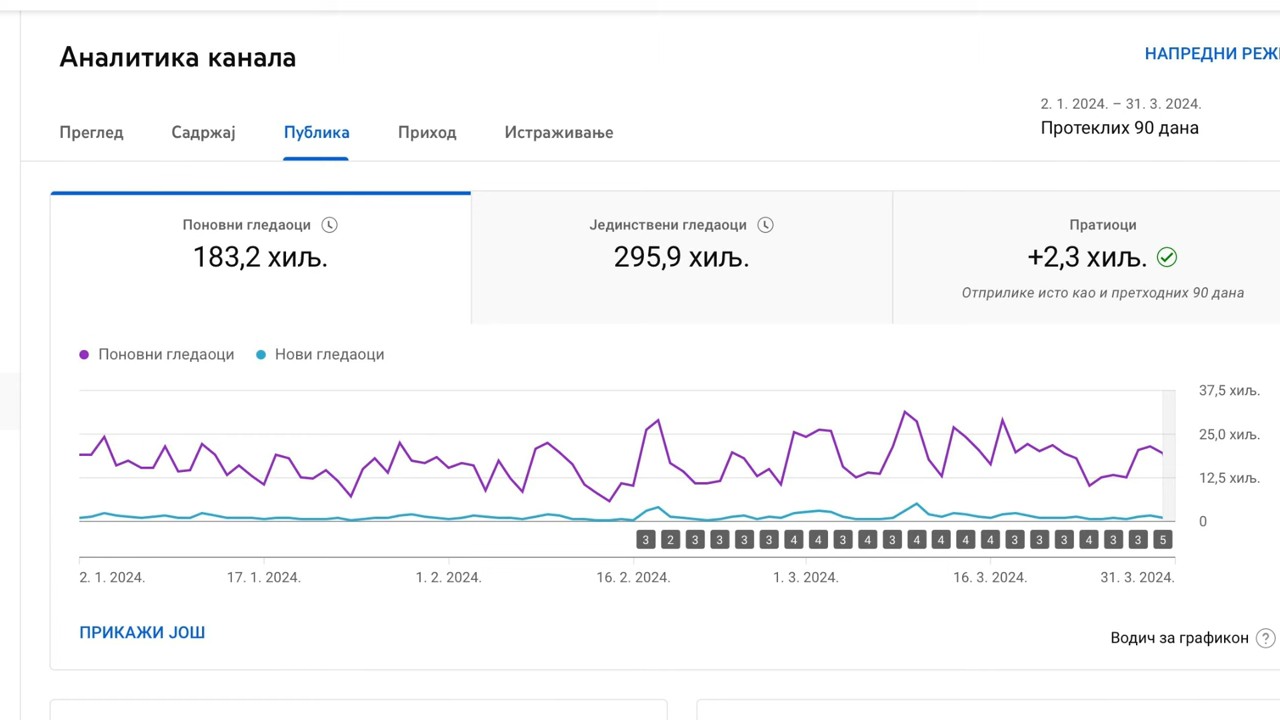 Аналитика канала
НАПРЕДНИ
2. 1. 2024. – 31. 3. 2024.
Протеклих 90 дана
Преглед Садржај Публика Приход Истраживање
Поновни гледаоци
183,2 хиљ.
Јединствени гледаоци
295,9 хиљ.
Пратиоци
+2,3 хиљ.
Отприлике исто као и претходних 90 дана
Поновни гледаоци Нови гледаоци
37,5 хиљ.
25,0 хиљ.
12,5 хиљ.
0
3 2 3 3 3 3 4 4 3 4 3 4 4 4 4 3 3 3 4 3 3 5
2. 1. 2024. 17. 1. 2024. 1. 2. 2024. 16. 2. 2024. 1. 3. 2024. 16. 3. 2024. 31. 3. 2024.
ПРИКАЖИ ЈОШ
Водич за графикон ?